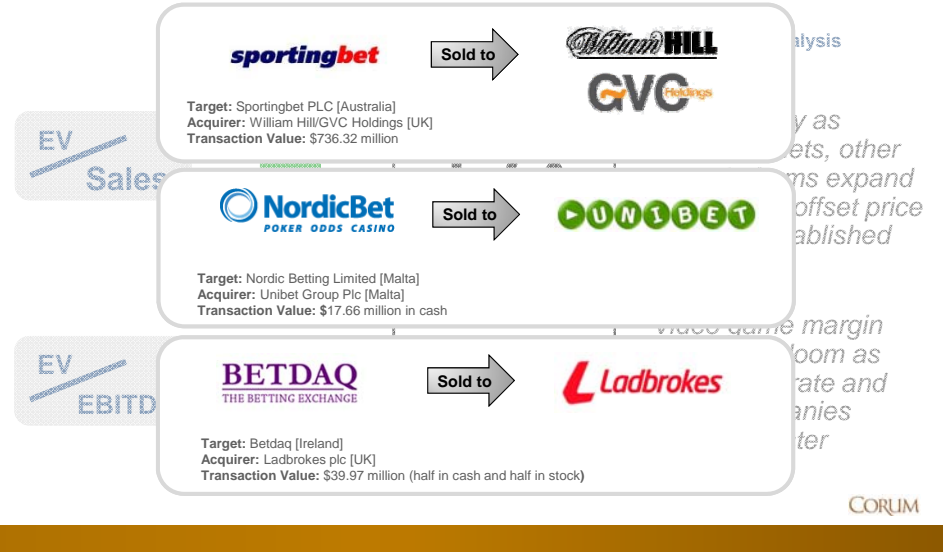 sportingbet
Sold to
William HILL
GVC Holdings
Target: Sportingbet PLC [Australia]
Acquirer: William Hill/GVC Holdings [UK]
Transaction Value: $736.32 million
alysis
EV
Sales
y as
ets, other
ms expand
offset price
ablished
NordicBet
POKER ODDS CASINO
Sold to
UNIBET
Target: Nordic Betting Limited [Malta]
Acquirer: Unibet Group Plc [Malta]
Transaction Value: $17.66 million in cash
EV
EBITD
video game margin
loom as
rate and
anies
ter
BETDAQ
THE BETTING EXCHANGE
Sold to
Ladbrokes
Target: Betdaq [Ireland]
Acquirer: Ladbrokes plc [UK]
Transaction Value: $39.97 million (half in cash and half in stock)
CORUM